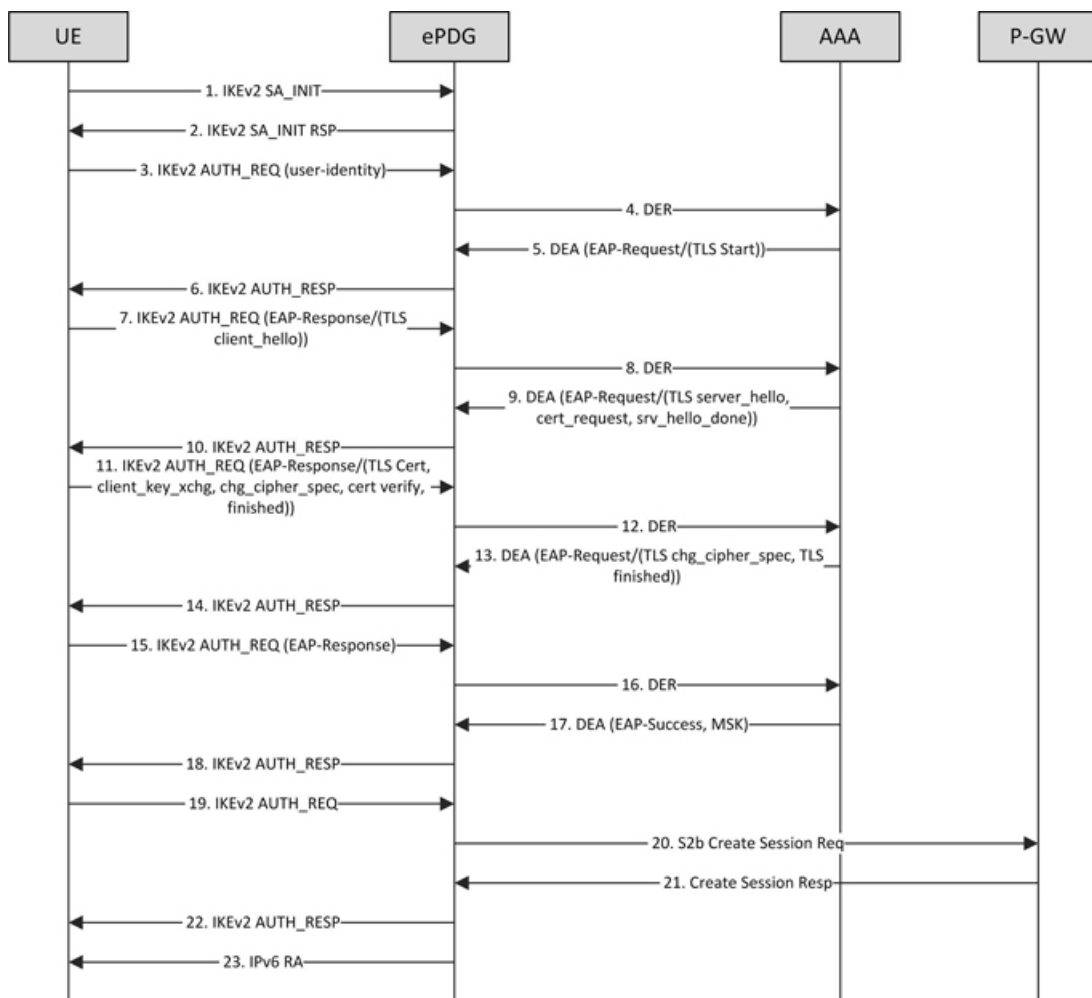 UE
ePDG
AAA
P-GW
1. IKEv2 SA_INIT
2. IKEv2 SA_INIT RSP
3. IKEv2 AUTH_REQ (user-identity)
4. DER
5. DEA (EAP-Request/(TLS Start))
6. IKEv2 AUTH_RESP
7. IKEv2 AUTH_REQ (EAP-Response/(TLS
client_hello))
8. DER
9. DEA (EAP-Request/(TLS server_hello,
cert_request, srv_hello_done))
10. IKEv2 AUTH_RESP
11. IKEv2 AUTH_REQ (EAP-Response/(TLS Cert,
client_key_xchg, chg_cipher_spec, cert verify,
finished))
12. DER
13. DEA (EAP-Request/(TLS chg_cipher_spec, TLS
finished))
14. IKEv2 AUTH_RESP
15. IKEv2 AUTH_REQ (EAP-Response)
16. DER
17. DEA (EAP-Success, MSK)
18. IKEv2 AUTH_RESP
19. IKEv2 AUTH_REQ
20. S2b Create Session Req
21. Create Session Resp
22. IKEv2 AUTH_RESP
23. IPv6 RA